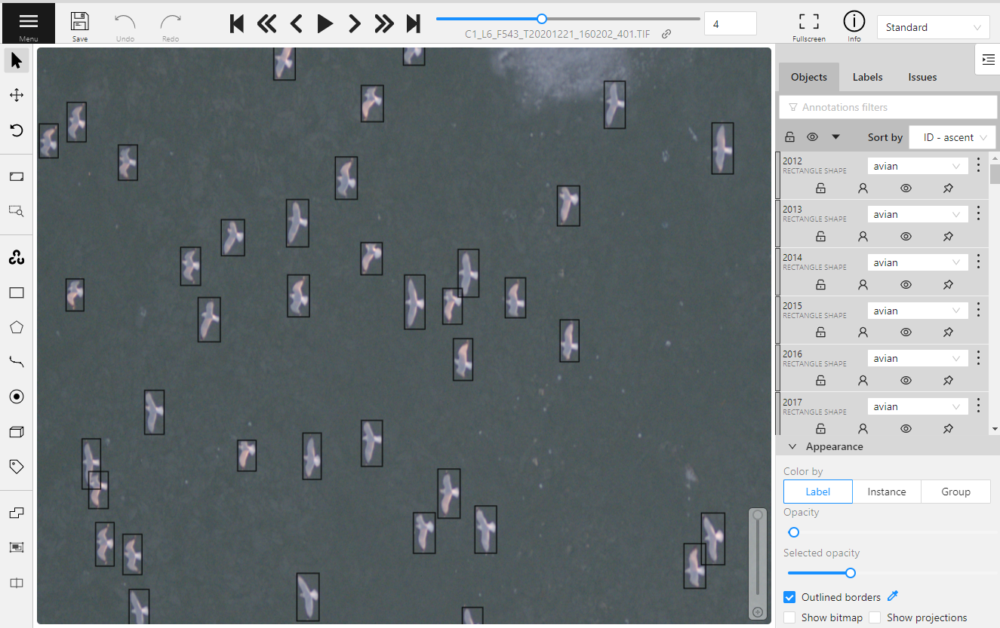 Menu
Save
Undo
Redo
C1_L6_F543_T20201221_160202_401.TIF
4
Fullscreen
Info
Standard
Objects
Labels
Issues
Annotations filters
Sort by
ID - ascent
2012
RECTANGLE SHAPE
avian
2013
RECTANGLE SHAPE
avian
2014
RECTANGLE SHAPE
avian
2015
RECTANGLE SHAPE
avian
2016
RECTANGLE SHAPE
avian
2017
RECTANGLE SHAPE
avian
Appearance
Color by
Label
Instance
Group
Opacity
Selected opacity
Outlined borders
Show bitmap
Show projections